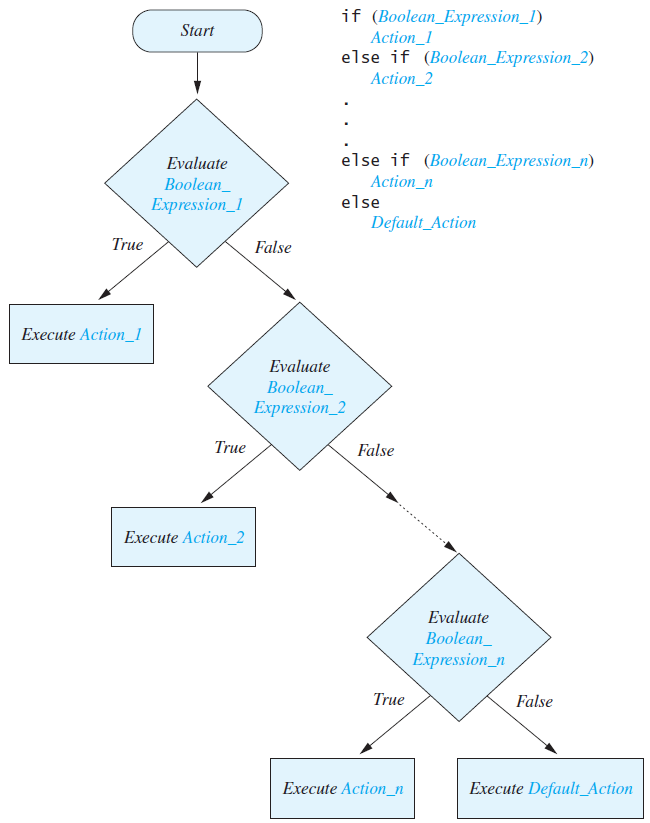 Start
if (Boolean_Expression_1)
Action_1
else if (Boolean_Expression_2)
Action_2
.
.
.
else if (Boolean_Expression_n)
Action_n
else
Default_Action
Evaluate
Boolean_
Expression_1
True
False
Execute Action_1
Evaluate
Boolean_
Expression_2
True
False
Execute Action_2
Evaluate
Boolean_
Expression_n
True
False
Execute Action_n
Execute Default_Action